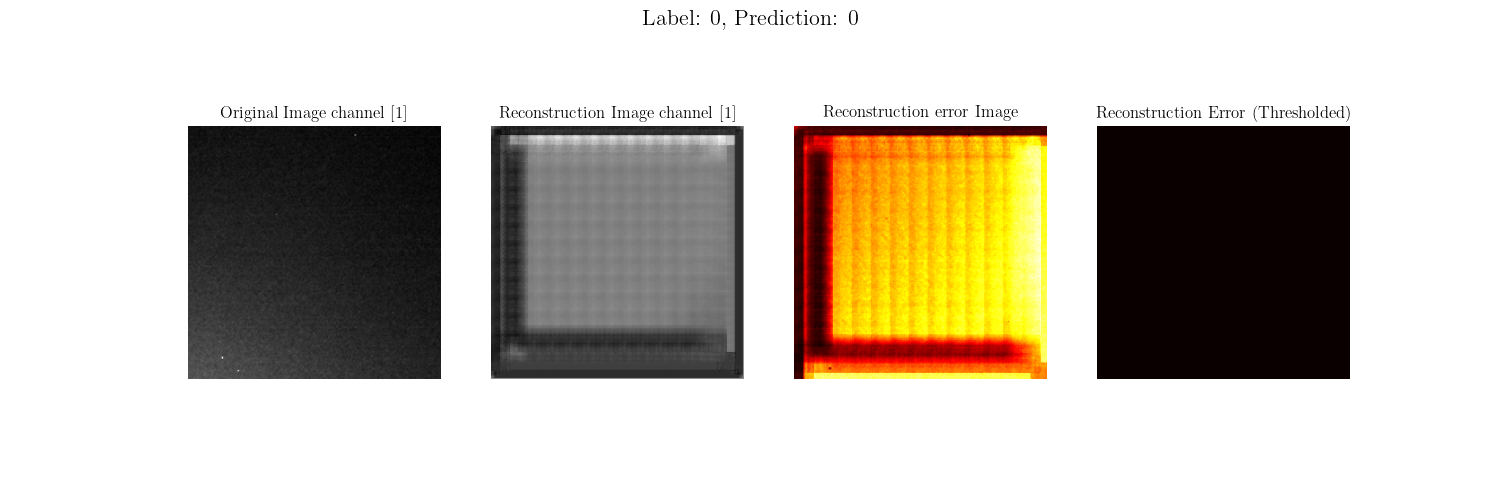 Label: 0, Prediction: 0
Original Image channel [1]
Reconstruction Image channel [1]
Reconstruction error Image
Reconstruction Error (Thresholded)